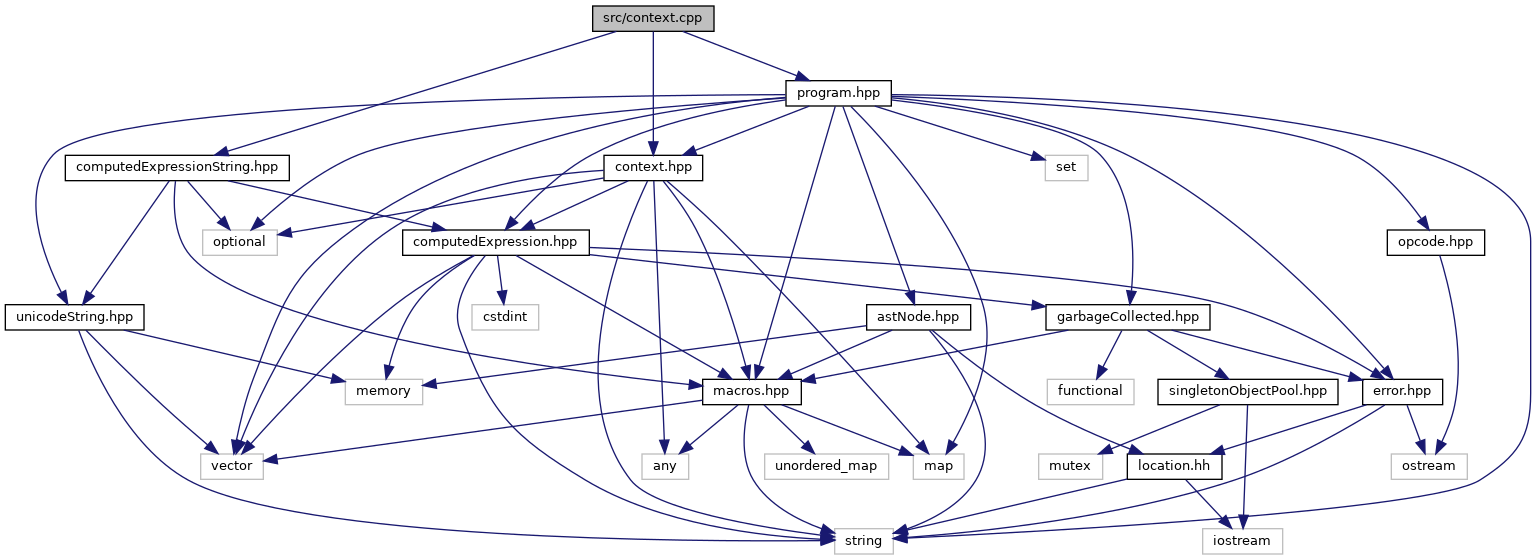 src/context.cpp
program.hpp
computedExpressionString.hpp
context.hpp
set
optional
computedExpression.hpp
opcode.hpp
unicodeString.hpp
cstdint
astNode.hpp
garbageCollected.hpp
memory
macros.hpp
functional
singletonObjectPool.hpp
error.hpp
vector
any
unordered_map
map
mutex
location.hh
ostream
string
iostream